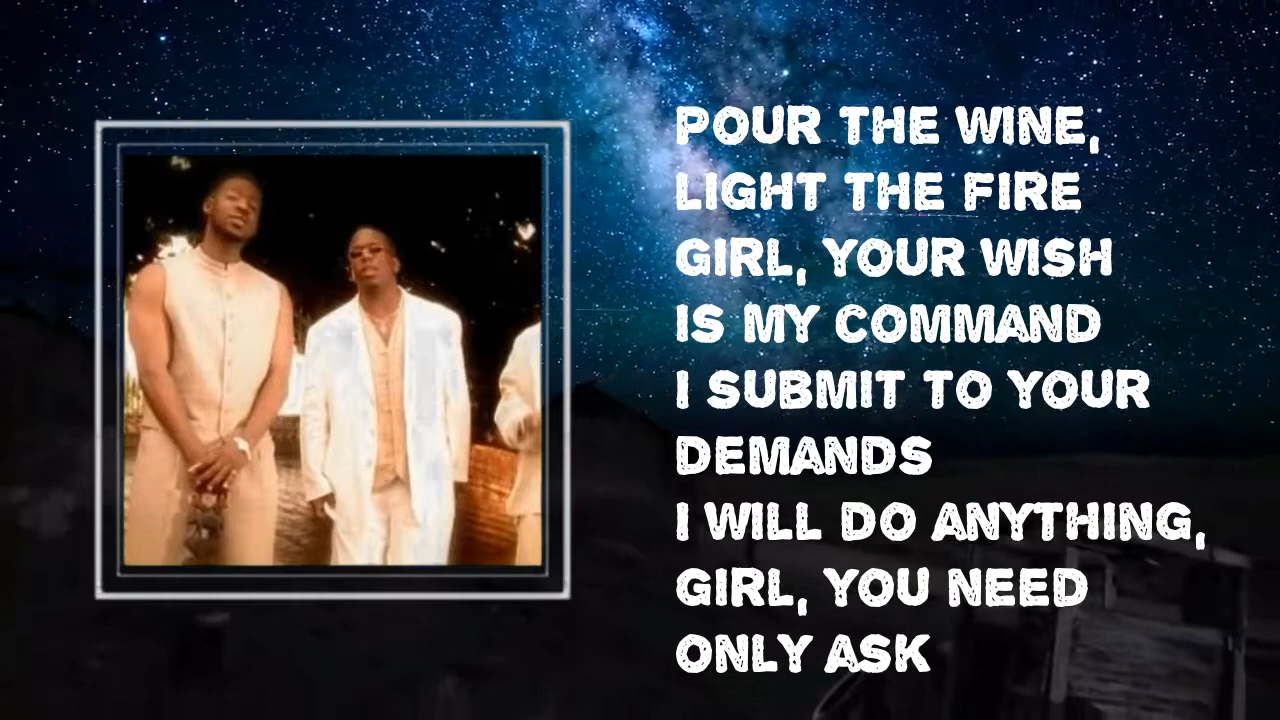 POUR THE WINE,
LIGHT THE FIRE
GIRL, YOUR WISH
IS MY COMMAND
I SUBMIT TO YOUR
DEMANDS
I WILL DO ANYTHING,
GIRL, YOU NEED
ONLY ASK